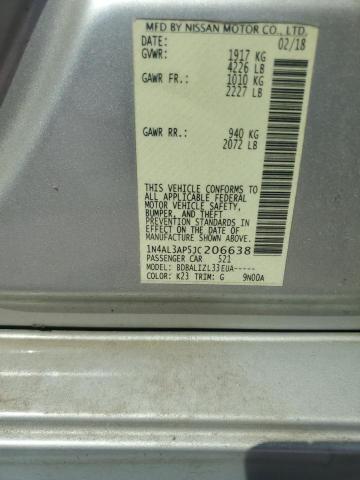 MFD BY NISSAN MOTOR CO., LTD.
DATE: 02/18
GVWR: 1917 KG
4226 LB
GAWR FR.: 1010 KG
2227 LB
GAWR RR.: 940 KG
2072 LB
THIS VEHICLE CONFORMS TO
ALL APPLICABLE FEDERAL
MOTOR VEHICLE SAFETY,
BUMPER, AND THEFT
PREVENTION STANDARDS IN
EFFECT ON THE DATE OF
MANUFACTURE SHOWN ABOVE.
1N4AL3AP5JC206638
PASSENGER CAR 521
MODEL: BDBALIZL33EUA-----
COLOR: K23 TRIM: G 9N00A